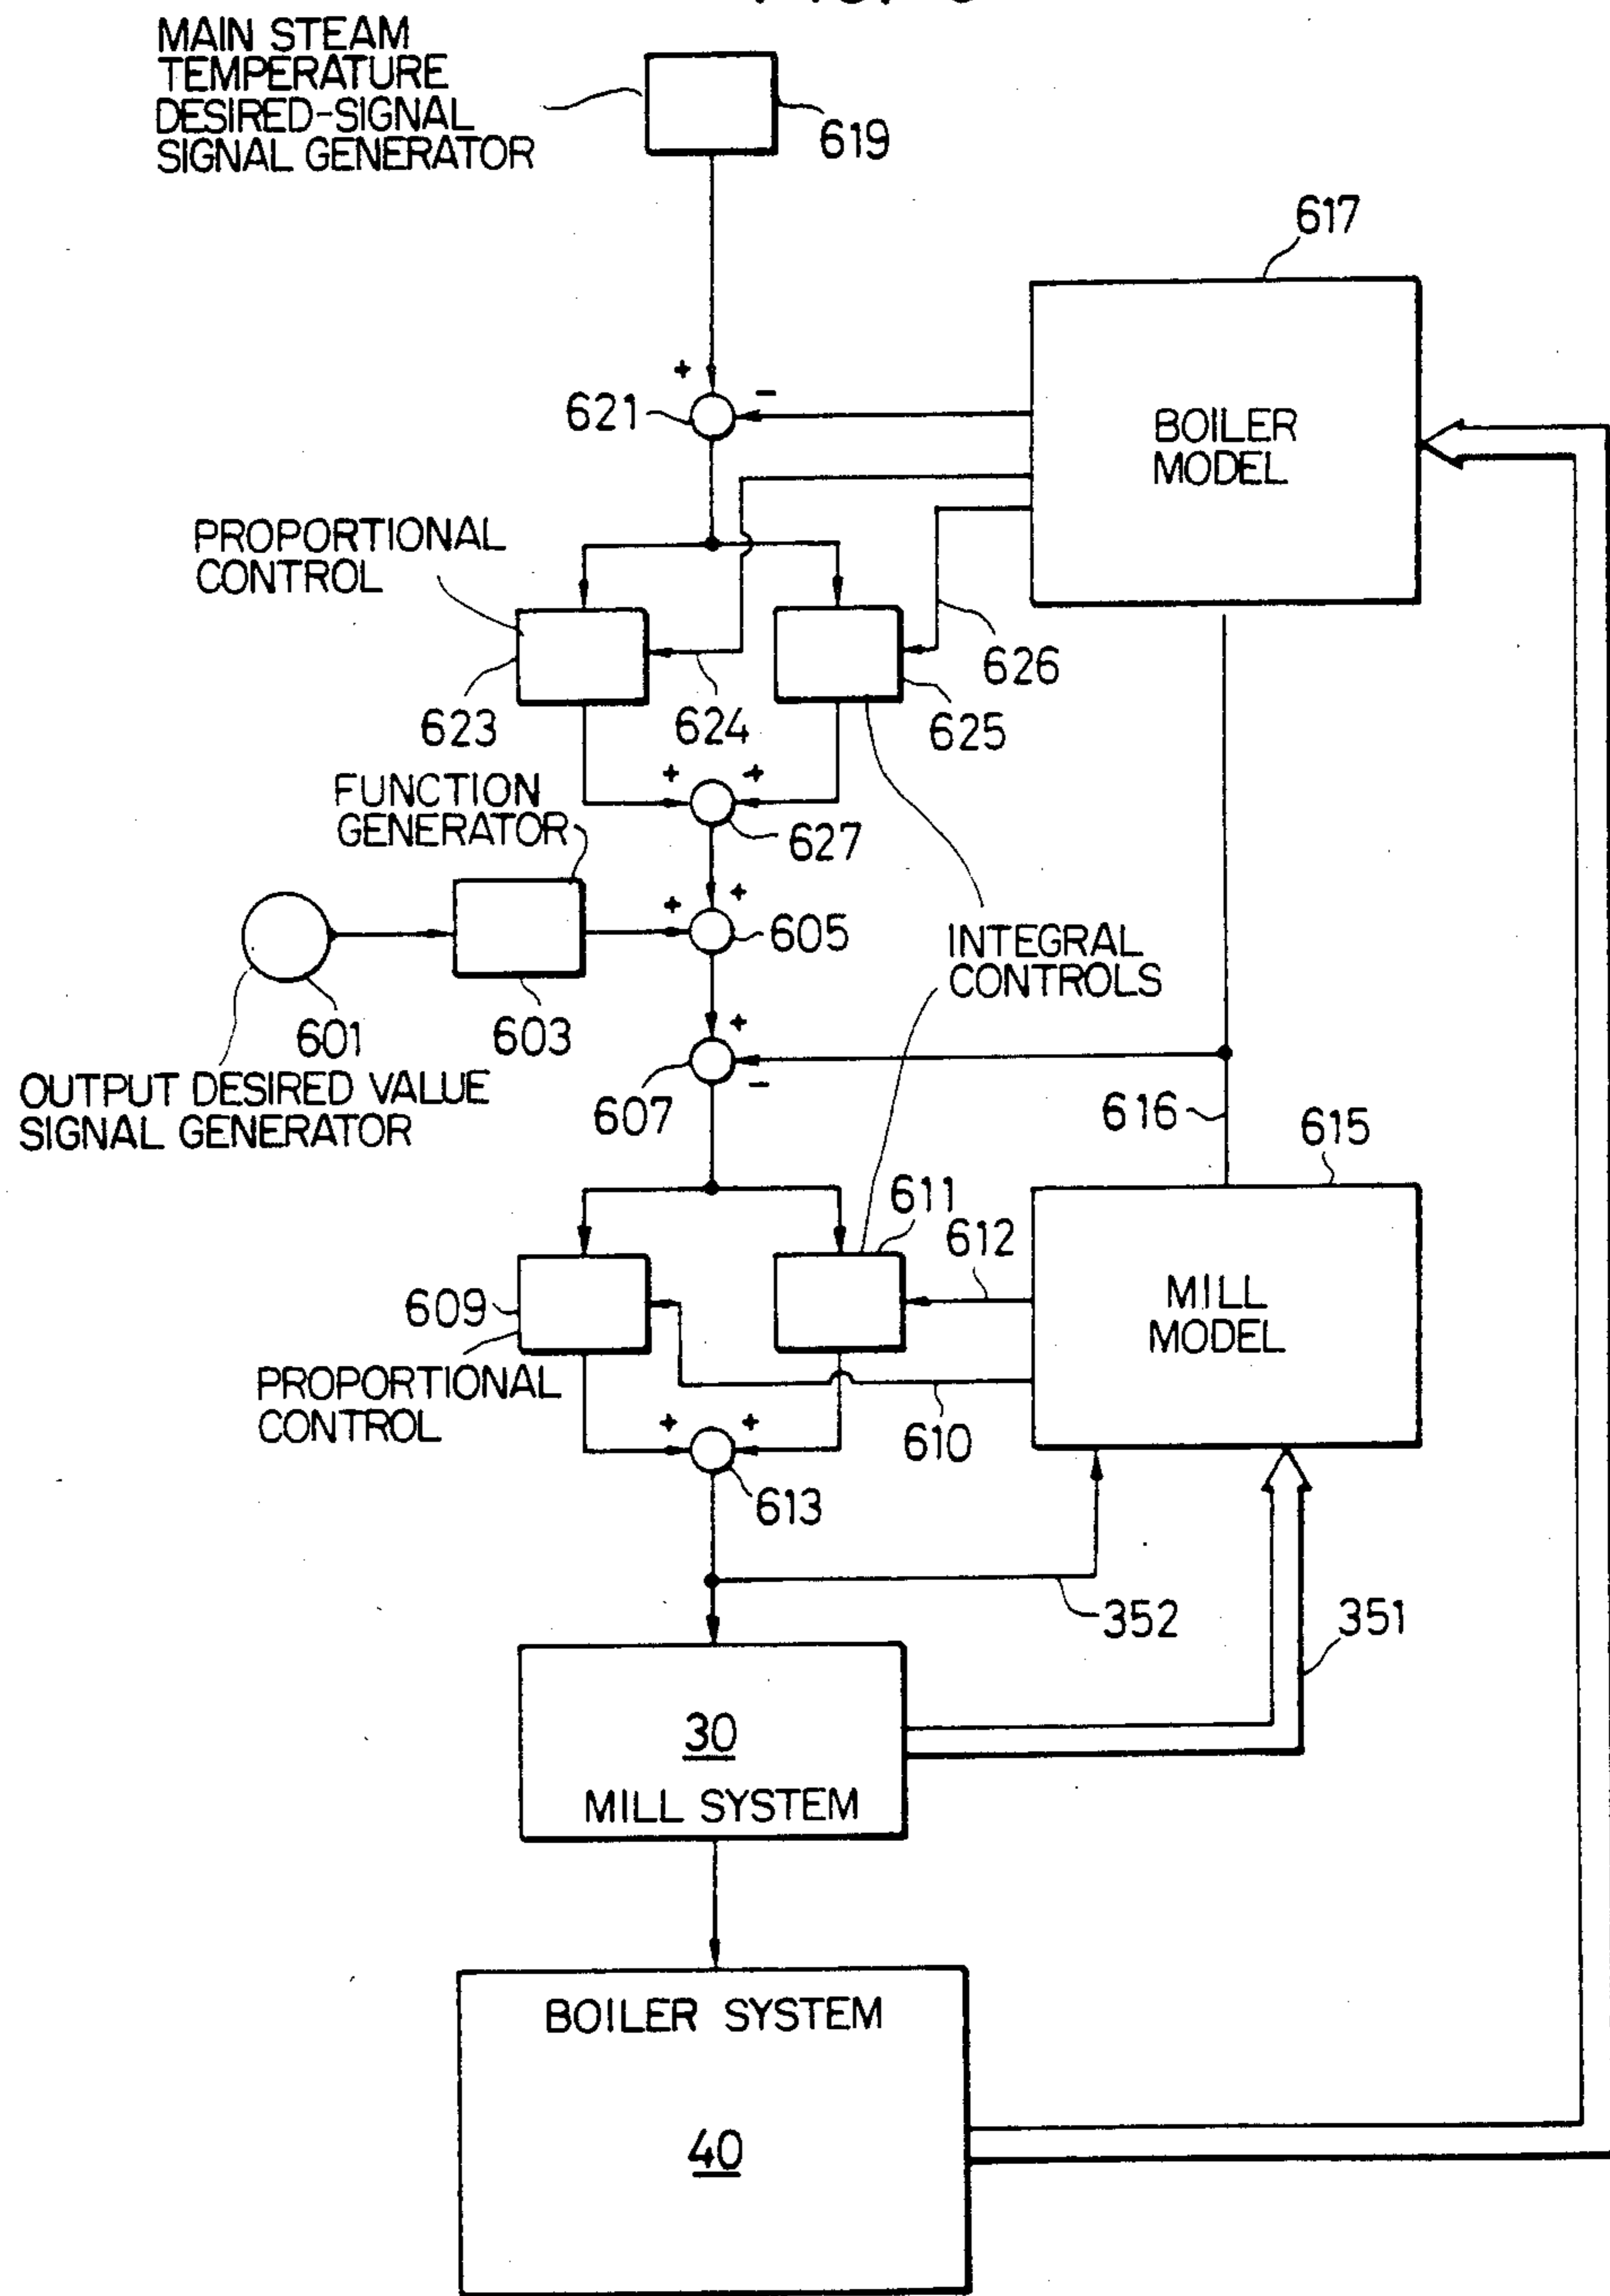 MAIN STEAM
TEMPERATURE
DESIRED-SIGNAL
SIGNAL GENERATOR
619
617
+
-
621
BOILER
MODEL
PROPORTIONAL
CONTROL
626
623
624
625
FUNCTION
GENERATOR
+
+
627
+
+
605
INTEGRAL
CONTROLS
601
603
+
OUTPUT DESIRED VALUE
SIGNAL GENERATOR
-
607
616
615
611
612
609
MILL
MODEL
PROPORTIONAL
CONTROL
+
+
610
613
352
351
30
MILL SYSTEM
BOILER SYSTEM
40